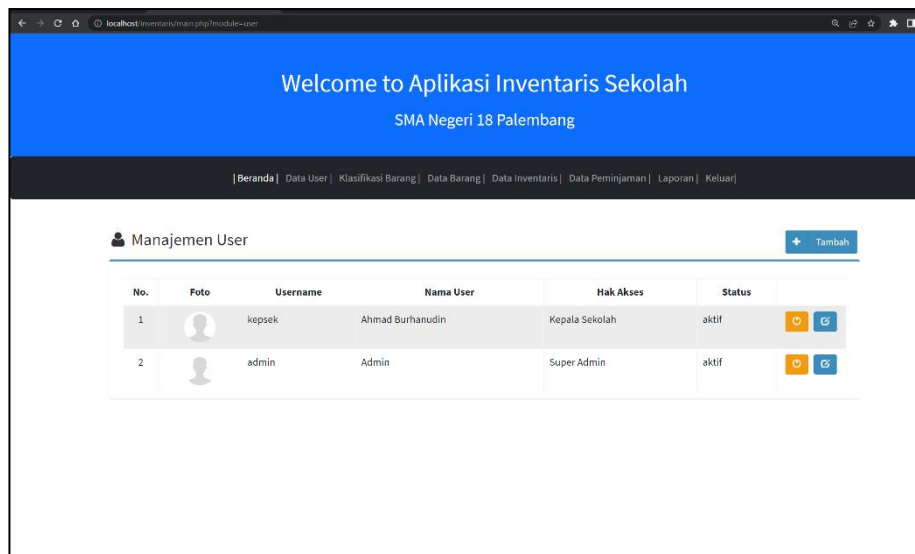 localhost/inventaris/main.php?module=user
Welcome to Aplikasi Inventaris Sekolah
SMA Negeri 18 Palembang
|Beranda| Data User| Klasifikasi Barang| Data Barang| Data Inventaris| Data Peminjaman| Laporan| Keluar|
Manajemen User
Tambah
No. Foto Username Nama User Hak Akses Status
1 kepsek Ahmad Burhanudin Kepala Sekolah aktif
2 admin Admin Super Admin aktif